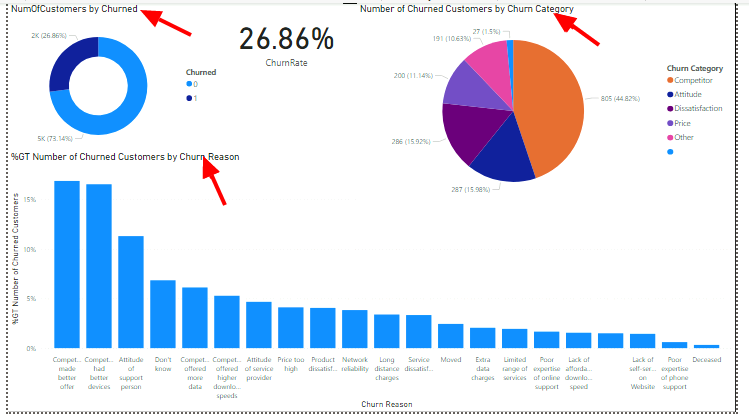 NumOfCustomers by Churned
2K (26.86%)
5K (73.14%)
Churned
0
1
26.86%
ChurnRate
Number of Churned Customers by Churn Category
27 (1.5%)
191 (10.63%)
200 (11.14%)
286 (15.92%)
287 (15.98%)
805 (44.82%)
Churn Category
Competitor
Attitude
Dissatisfaction
Price
Other
%GT Number of Churned Customers by Churn Reason
%GT Number of Churned Customers
15%
10%
5%
0%
Compet...
made
better
offer
Compet...
had
better
devices
Attitude
of
support
person
Don't
know
Compet...
offered
more
data
Compet...
offered
higher
downlo...
speeds
Attitude
of service
provider
Price too
high
Product
dissatisf...
Network
reliability
Long
distance
charges
Service
dissatisf...
Moved
Extra
data
charges
Limited
range of
services
Poor
expertise
of online
support
Lack of
afforda...
downlo...
speed
Lack of
self-ser...
on
Website
Poor
expertise
of phone
support
Deceased
Churn Reason